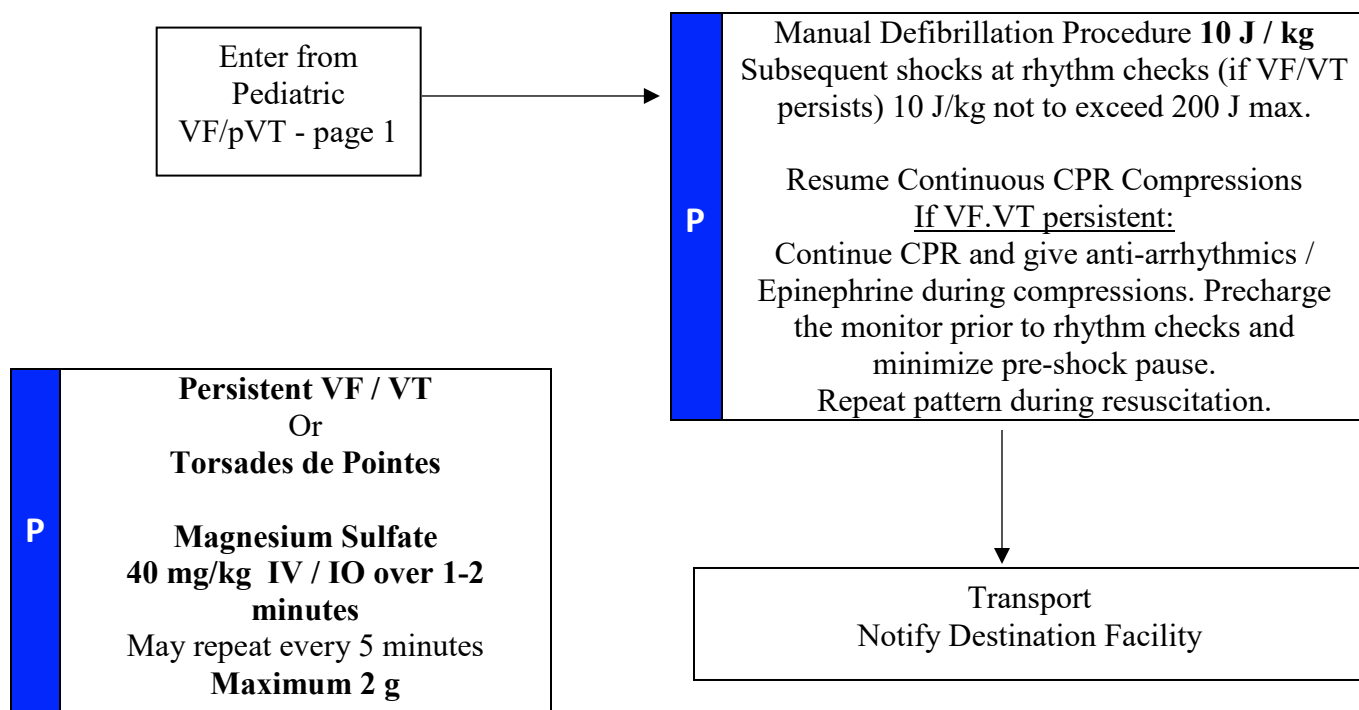 Enter from
Pediatric
VF/pVT - page 1
P
Manual Defibrillation Procedure 10 J / kg
Subsequent shocks at rhythm checks (if VF/VT
persists) 10 J/kg not to exceed 200 J max.
Resume Continuous CPR Compressions
If VF.VT persistent:
Continue CPR and give anti-arrhythmics /
Epinephrine during compressions. Precharge
the monitor prior to rhythm checks and
minimize pre-shock pause.
Repeat pattern during resuscitation.
P
Persistent VF / VT
Or
Torsades de Pointes
Magnesium Sulfate
40 mg/kg IV / IO over 1-2
minutes
May repeat every 5 minutes
Maximum 2 g
Transport
Notify Destination Facility